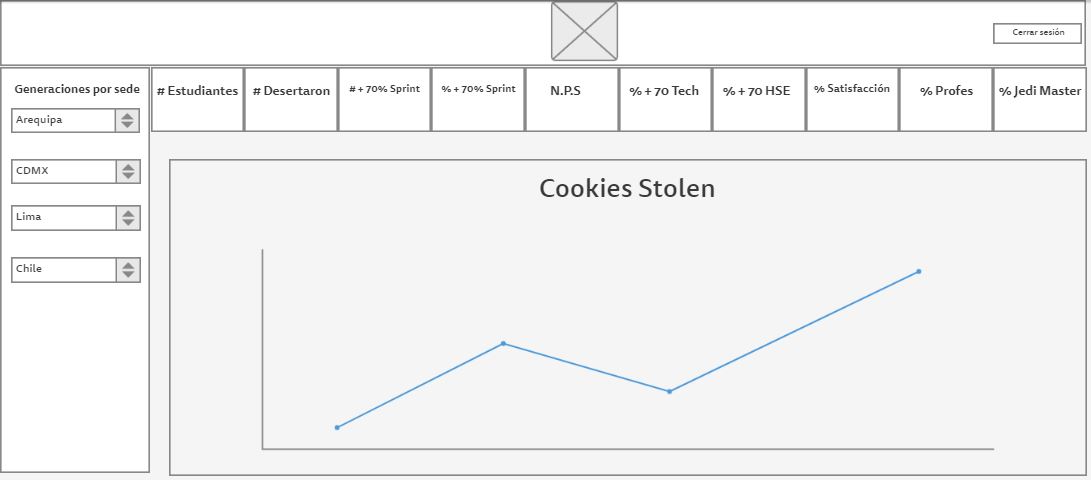 Cerrar sesión
Generaciones por sede
# Estudiantes
# Desertaron
# + 70% Sprint
% + 70% Sprint
N.P.S
% + 70 Tech
% + 70 HSE
% Satisfacción
% Profes
% Jedi Master
Arequipa
CDMX
Lima
Chile
Cookies Stolen